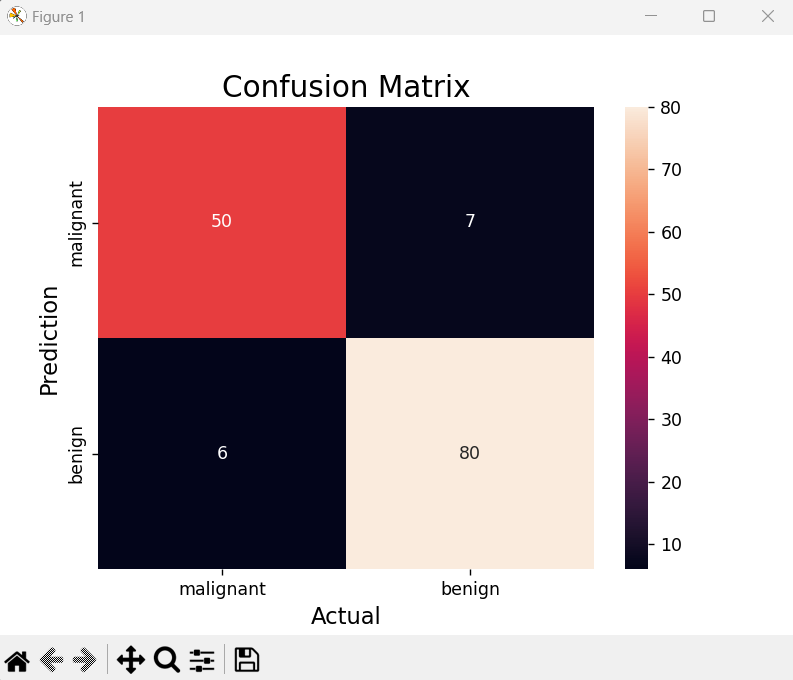 Figure 1
Confusion Matrix
malignant
benign
Prediction
50
7
6
80
malignant
benign
Actual
80
70
60
50
40
30
20
10